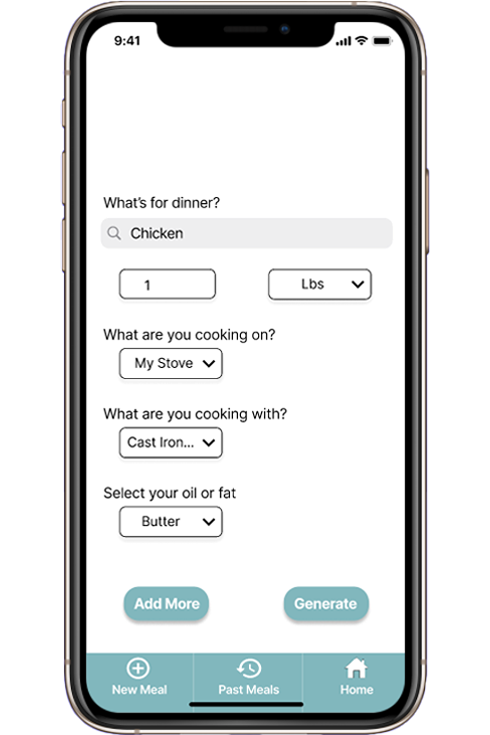 9:41
What's for dinner?
Chicken
1 Lbs
What are you cooking on?
My Stove
What are you cooking with?
Cast Iron...
Select your oil or fat
Butter
Add More Generate
New Meal Past Meals Home